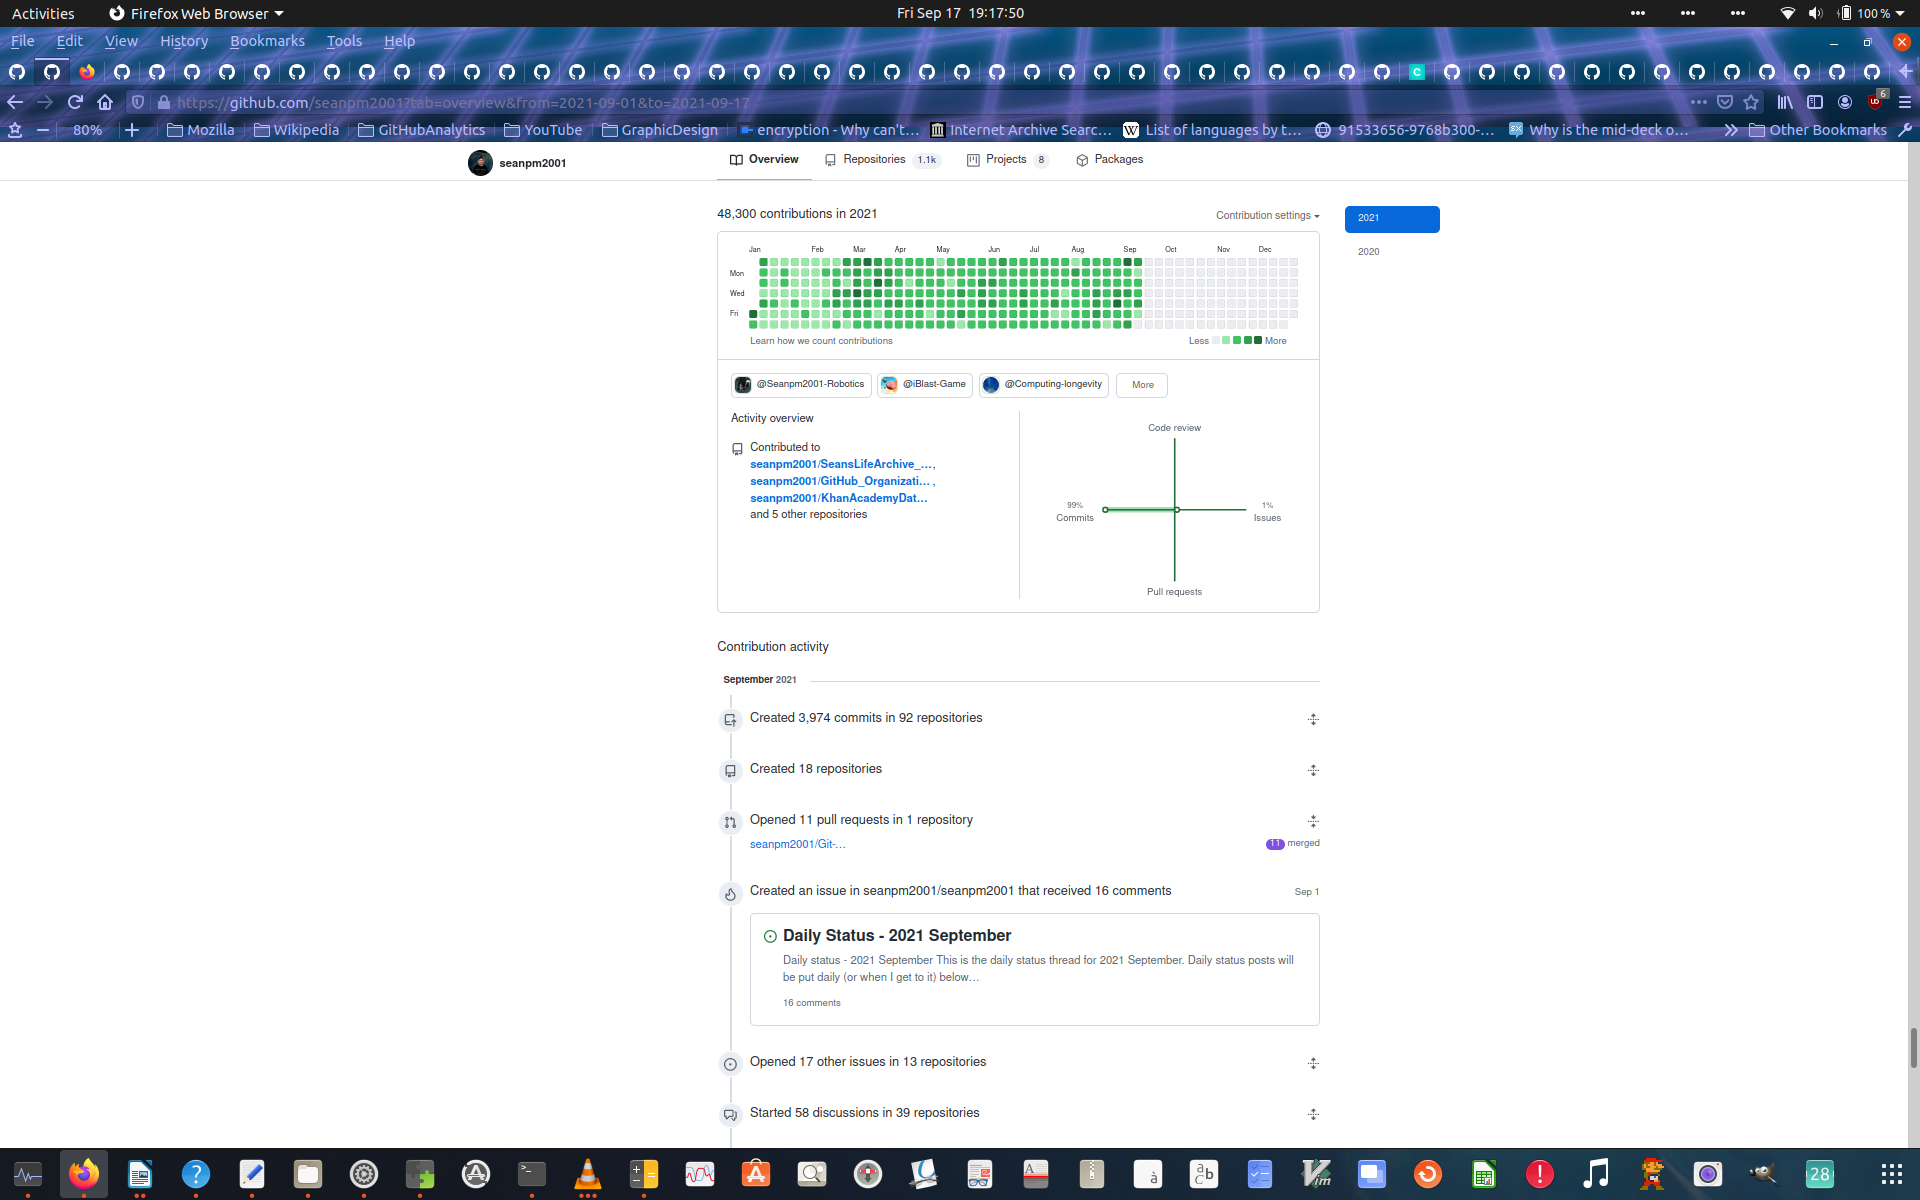 Activities
Firefox Web Browser
Fri Sep 17 19:17:50
100 %
File Edit View History Bookmarks Tools Help
C
https://github.com/seanpm2001?tab=overview&from=2021-09-01&to=2021-09-17
6
80%
Mozilla
Wikipedia
GitHubAnalytics
YouTube
GraphicDesign
encryption - Why can't…
Internet Archive Searc…
W
List of languages by t…
91533656-9768b300-…
Why is the mid-deck o…
Other Bookmarks
seanpm2001
Overview
Repositories 1.1k
Projects 8
Packages
48,300 contributions in 2021
Contribution settings
2021
2020
Jan Feb Mar Apr May Jun Jul Aug Sep Oct Nov Dec
Mon
Wed
Fri
Learn how we count contributions
Less More
@Seanpm2001-Robotics
@iBlast-Game
@Computing-longevity
More
Activity overview
Contributed to
seanpm2001/SeansLifeArchive_…,
seanpm2001/GitHub_Organizati… ,
seanpm2001/KhanAcademyDat…
and 5 other repositories
Code review
99%
Commits
1%
Issues
Pull requests
Contribution activity
September 2021
Created 3,974 commits in 92 repositories
Created 18 repositories
Opened 11 pull requests in 1 repository
seanpm2001/Git-…
11 merged
Created an issue in seanpm2001/seanpm2001 that received 16 comments
Sep 1
Daily Status - 2021 September
Daily status - 2021 September This is the daily status thread for 2021 September. Daily status posts will
be put daily (or when I get to it) below…
16 comments
Opened 17 other issues in 13 repositories
Started 58 discussions in 39 repositories
28